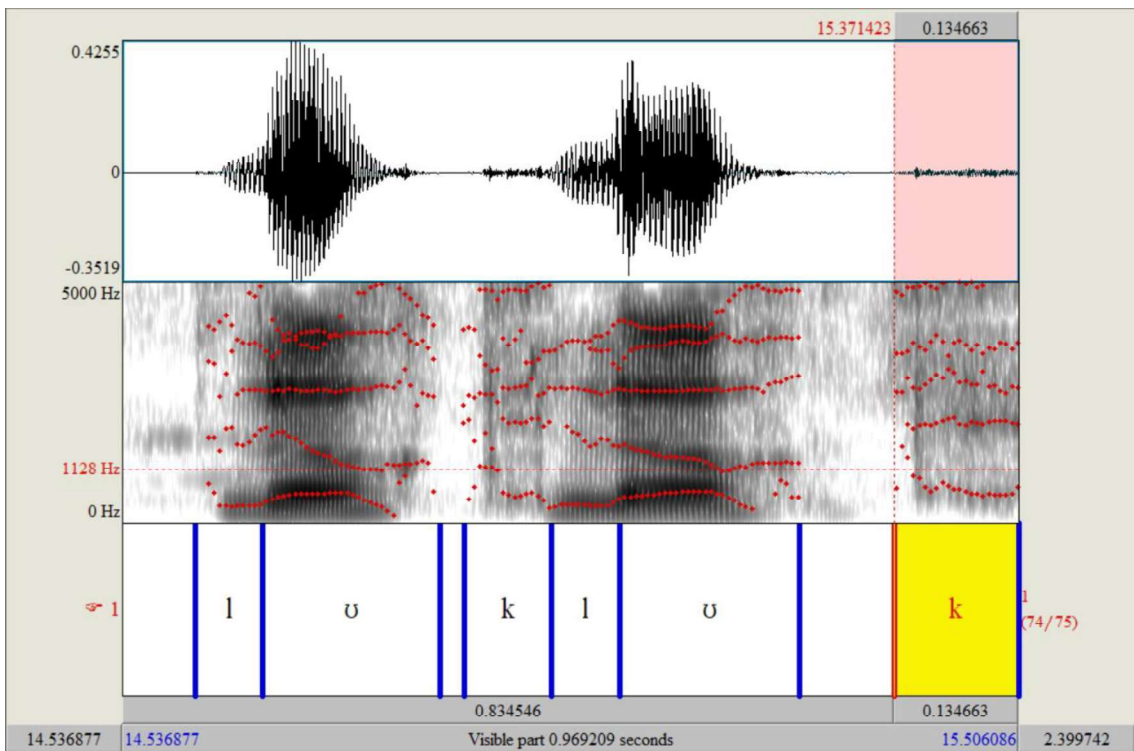 15.371423 0.134663
0.4255
0
-0.3519
5000 Hz
1128 Hz
0 Hz
☞ 1 l ʊ k l ʊ k 1
(74/75)
0.834546 0.134663
14.536877 14.536877 Visible part 0.969209 seconds 15.506086 2.399742